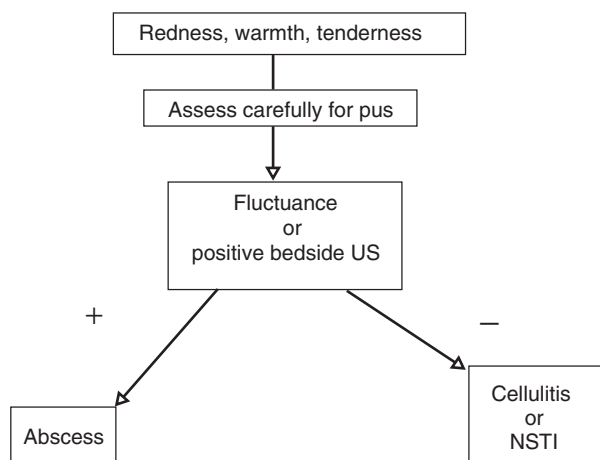 Redness, warmth, tenderness
Assess carefully for pus
Fluctuance
or
positive bedside US
+
−
Abscess
Cellulitis
or
NSTI